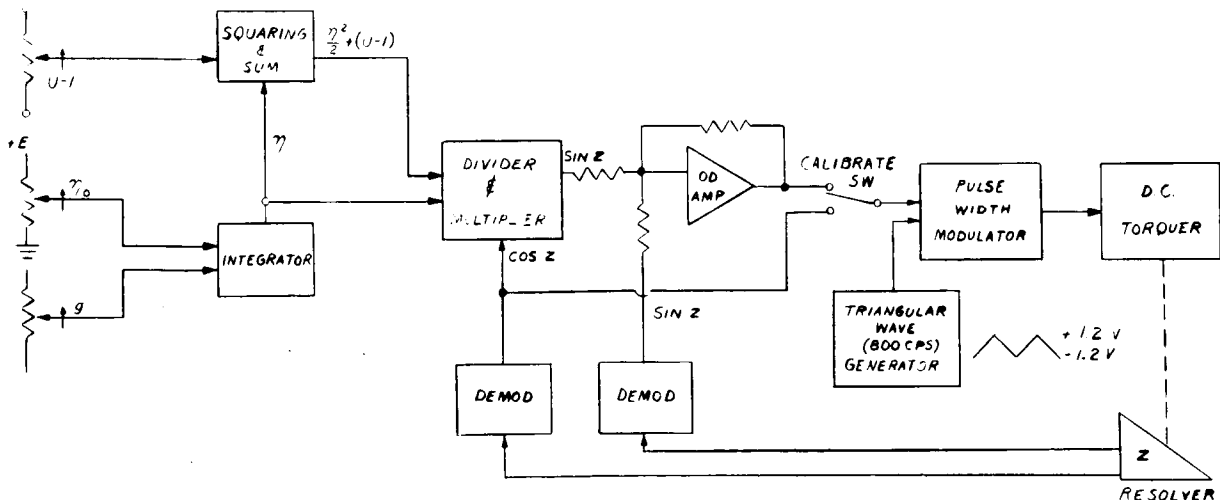 SQUARING
&
SUM
η²/2 + (U-1)
U-1
+E
η
η₀
INTEGRATOR
g
DIVIDER
&
MULTIPLIER
SIN Z
COS Z
OD
AMP
CALIBRATE
SW
PULSE
WIDTH
MODULATOR
D.C.
TORQUER
SIN Z
TRIANGULAR
WAVE
(800 CPS)
GENERATOR
+ 1.2 V
- 1.2 V
DEMOD
DEMOD
Z
RESOLVER